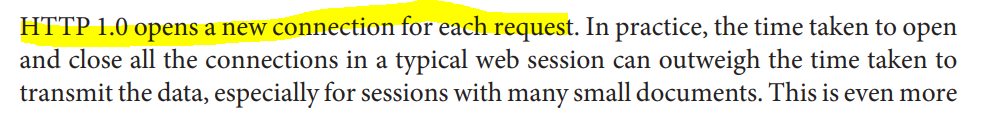 HTTP 1.0 opens a new connection for each request. In practice, the time taken to open
and close all the connections in a typical web session can outweigh the time taken to
transmit the data, especially for sessions with many small documents. This is even more